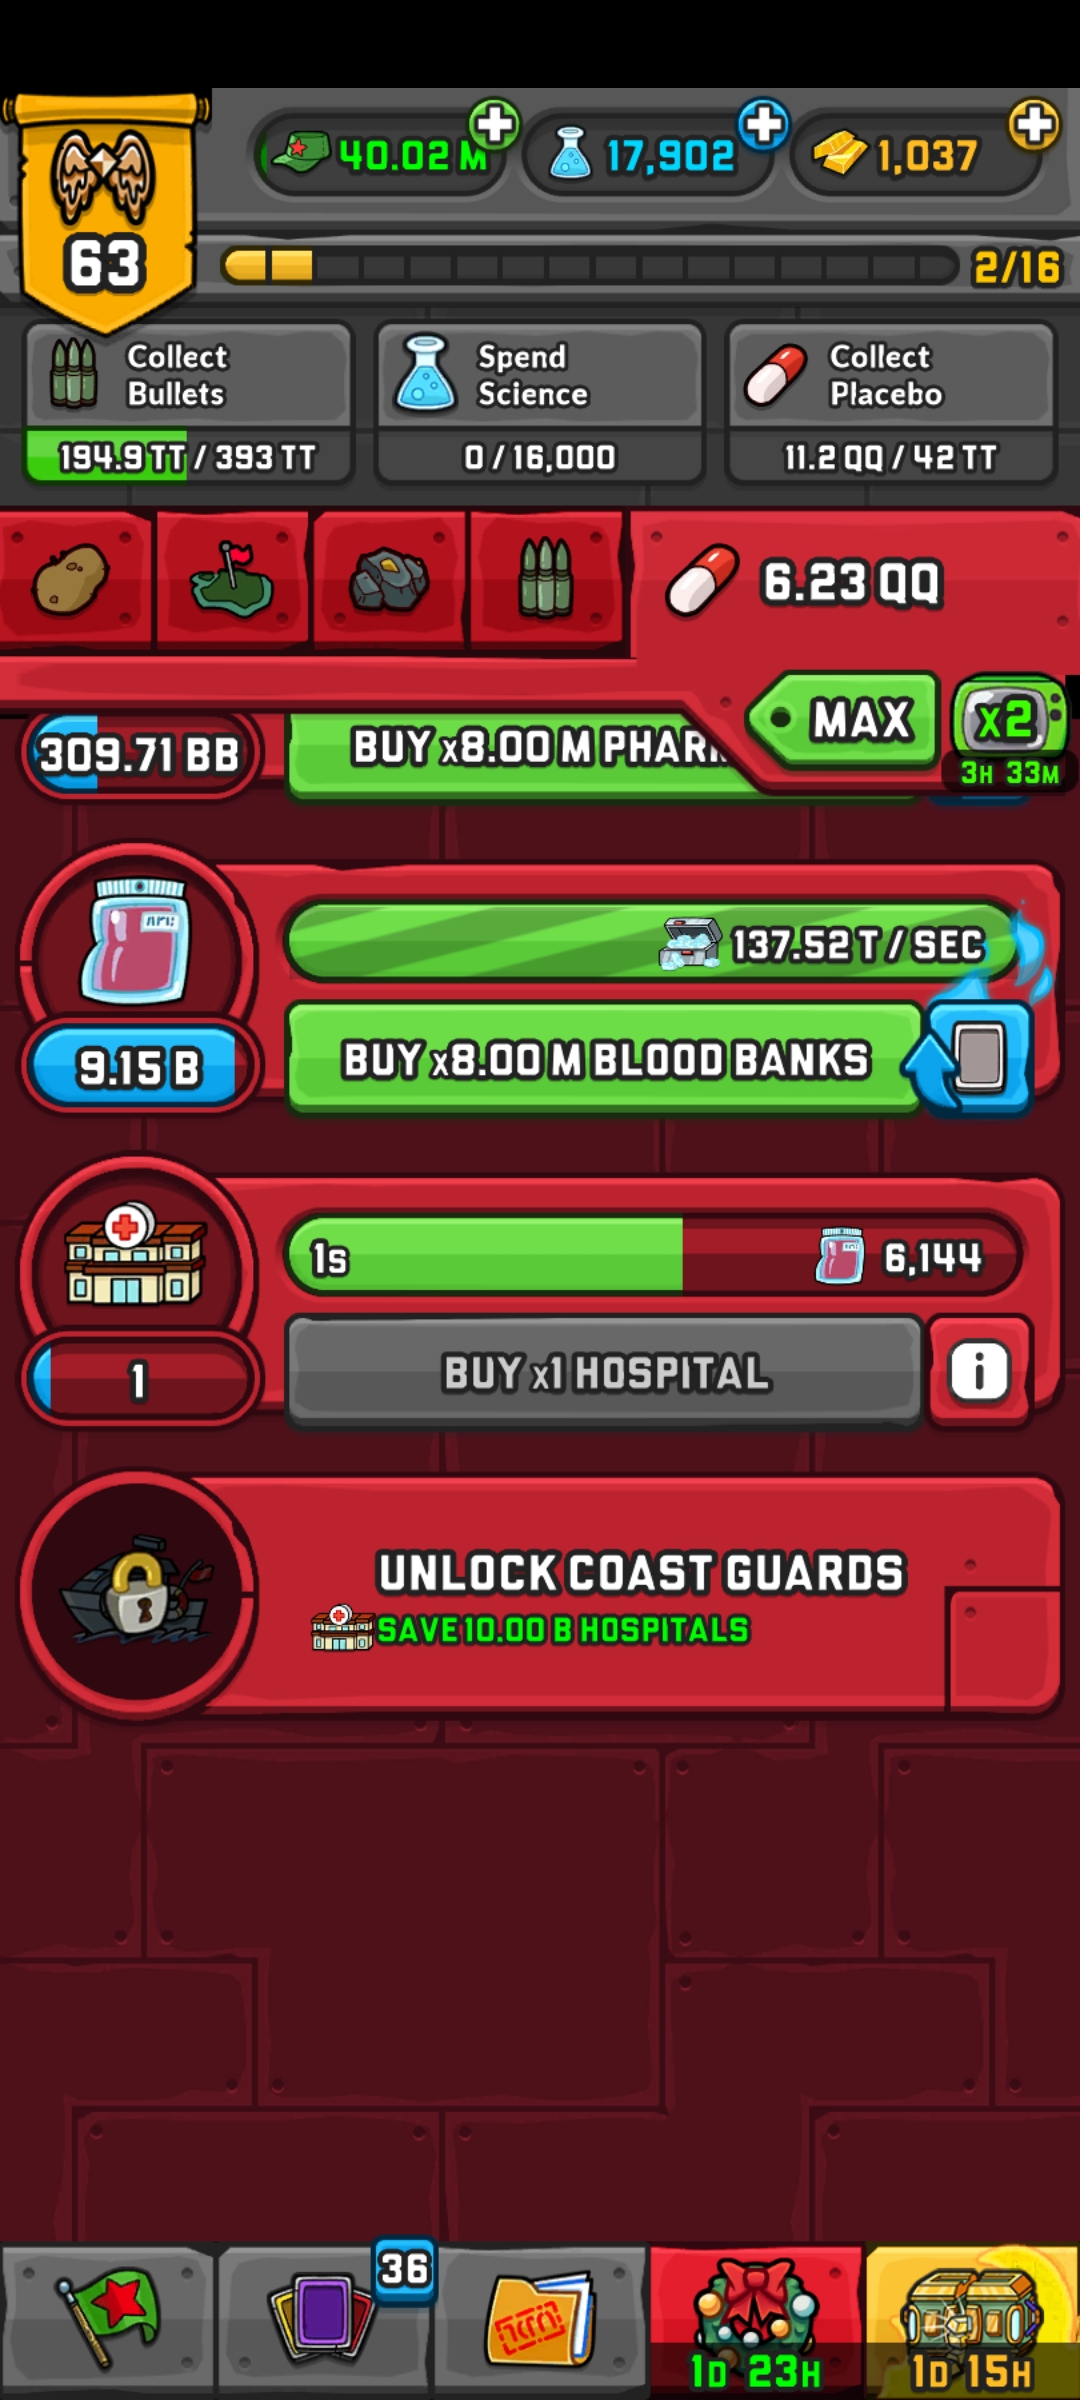 40.02 M
17,902
1,037
63
2/16
Collect
Bullets
Spend
Science
Collect
Placebo
194.9 TT / 393 TT
0 / 16,000
11.2 QQ / 42 TT
6.23 QQ
MAX
x2
3H 33M
309.71 BB
BUY x8.00 M
137.52 T / SEC
9.15 B
BUY x8.00 M BLOOD BANKS
1s
6,144
1
BUY x1 HOSPITAL
i
UNLOCK COAST GUARDS
SAVE 10.00 B HOSPITALS
36
1D 23H
1D 15H